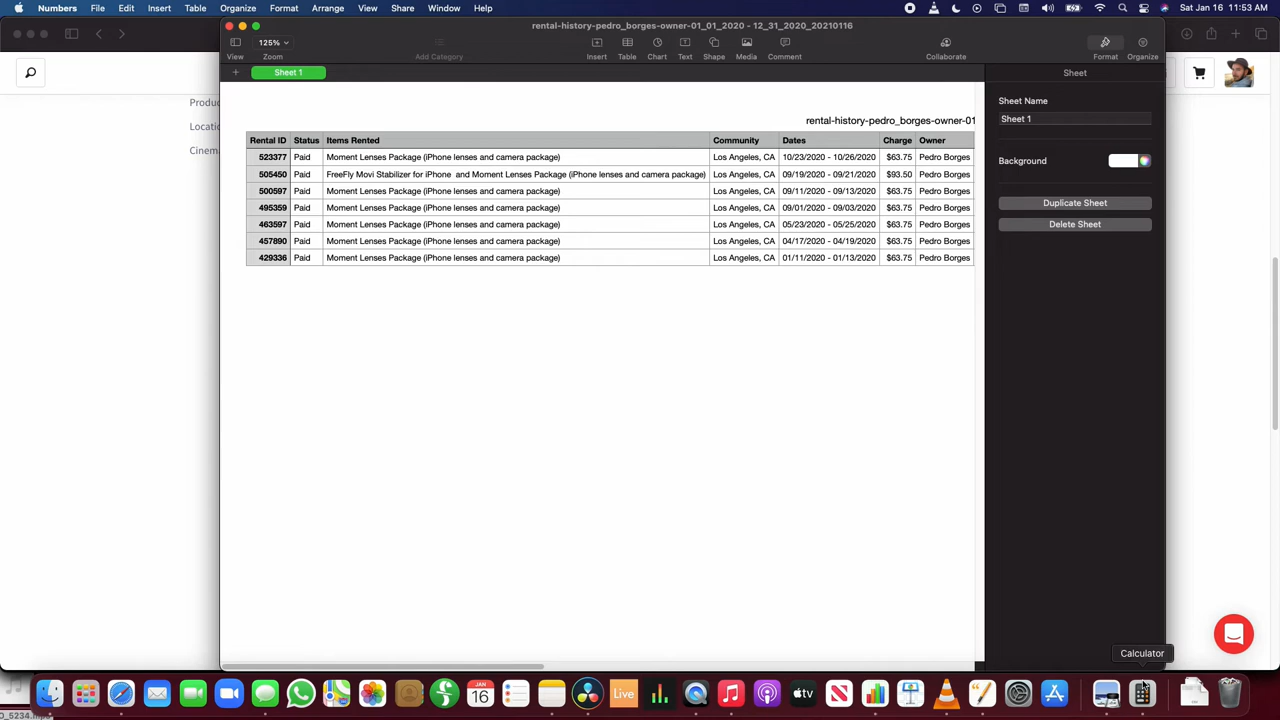 Numbers File Edit Insert Table Organize Format Arrange View Share Window Help Sat Jan 16 11:53 AM
rental-history-pedro_borges-owner-01_01_2020 - 12_31_2020_20210116
125%
View Zoom Add Category Insert Table Chart Text Shape Media Comment Collaborate Format Organize
Sheet 1
Sheet
Produc
Locatio
Cinem
Sheet Name
Sheet 1
Background
Duplicate Sheet
Delete Sheet
rental-history-pedro_borges-owner-01
Rental ID Status Items Rented Community Dates Charge Owner
523377 Paid Moment Lenses Package (iPhone lenses and camera package) Los Angeles, CA 10/23/2020 - 10/26/2020 $63.75 Pedro Borges
505450 Paid FreeFly Movi Stabilizer for iPhone and Moment Lenses Package (iPhone lenses and camera package) Los Angeles, CA 09/19/2020 - 09/21/2020 $93.50 Pedro Borges
500597 Paid Moment Lenses Package (iPhone lenses and camera package) Los Angeles, CA 09/11/2020 - 09/13/2020 $63.75 Pedro Borges
495359 Paid Moment Lenses Package (iPhone lenses and camera package) Los Angeles, CA 09/01/2020 - 09/03/2020 $63.75 Pedro Borges
463597 Paid Moment Lenses Package (iPhone lenses and camera package) Los Angeles, CA 05/23/2020 - 05/25/2020 $63.75 Pedro Borges
457890 Paid Moment Lenses Package (iPhone lenses and camera package) Los Angeles, CA 04/17/2020 - 04/19/2020 $63.75 Pedro Borges
429336 Paid Moment Lenses Package (iPhone lenses and camera package) Los Angeles, CA 01/11/2020 - 01/13/2020 $63.75 Pedro Borges
Calculator
JAN
16
Live
tv